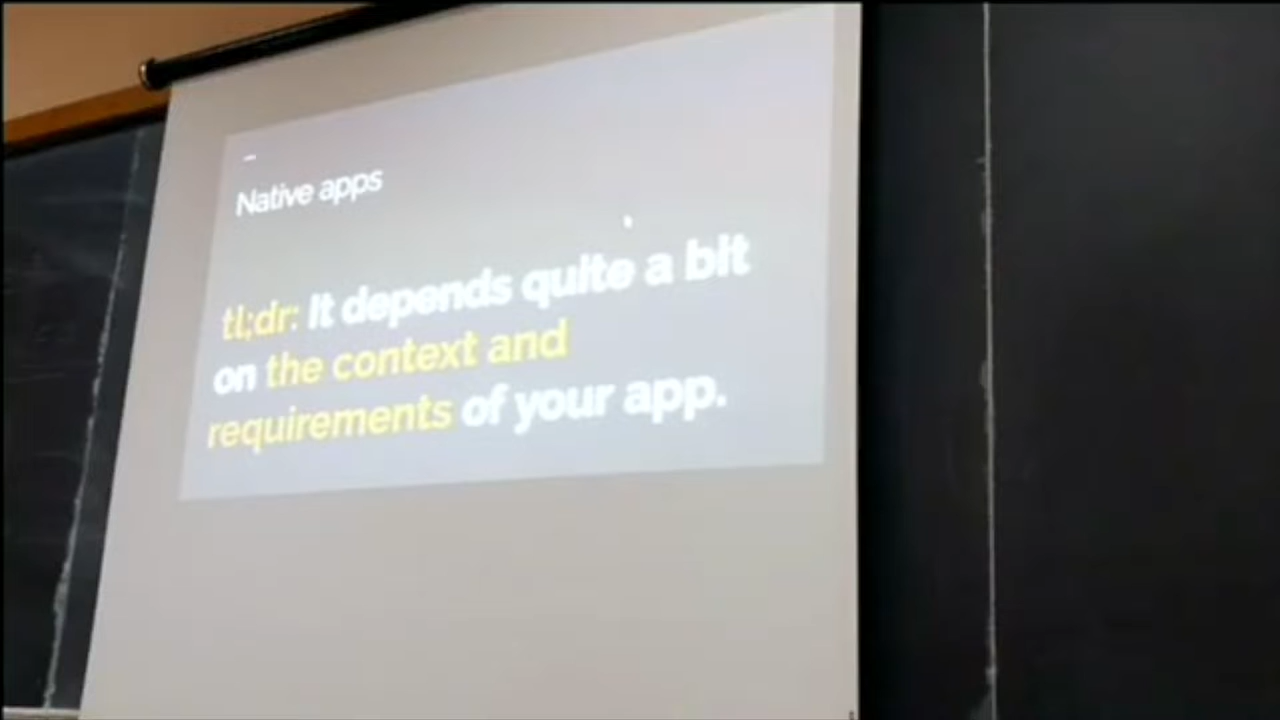 Native apps
tl;dr: It depends quite a bit
on the context and
requirements of your app.